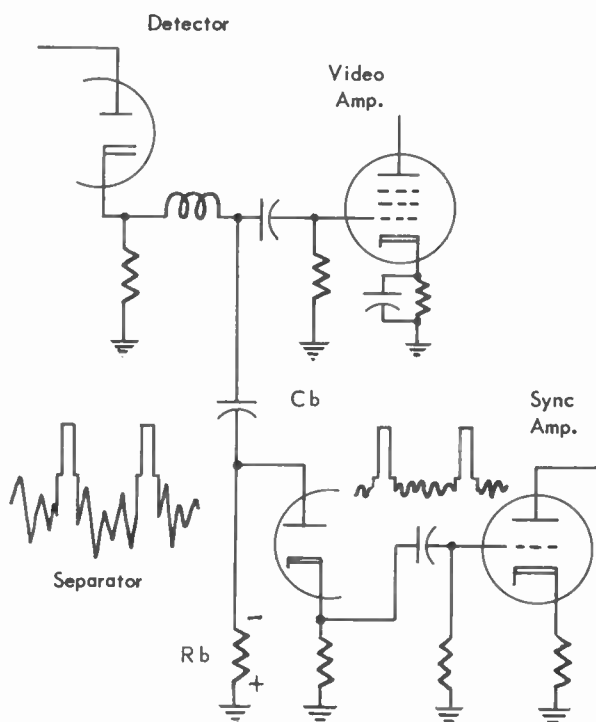 Detector
Video
Amp.
Cb
Sync
Amp.
Separator
Rb
-
+